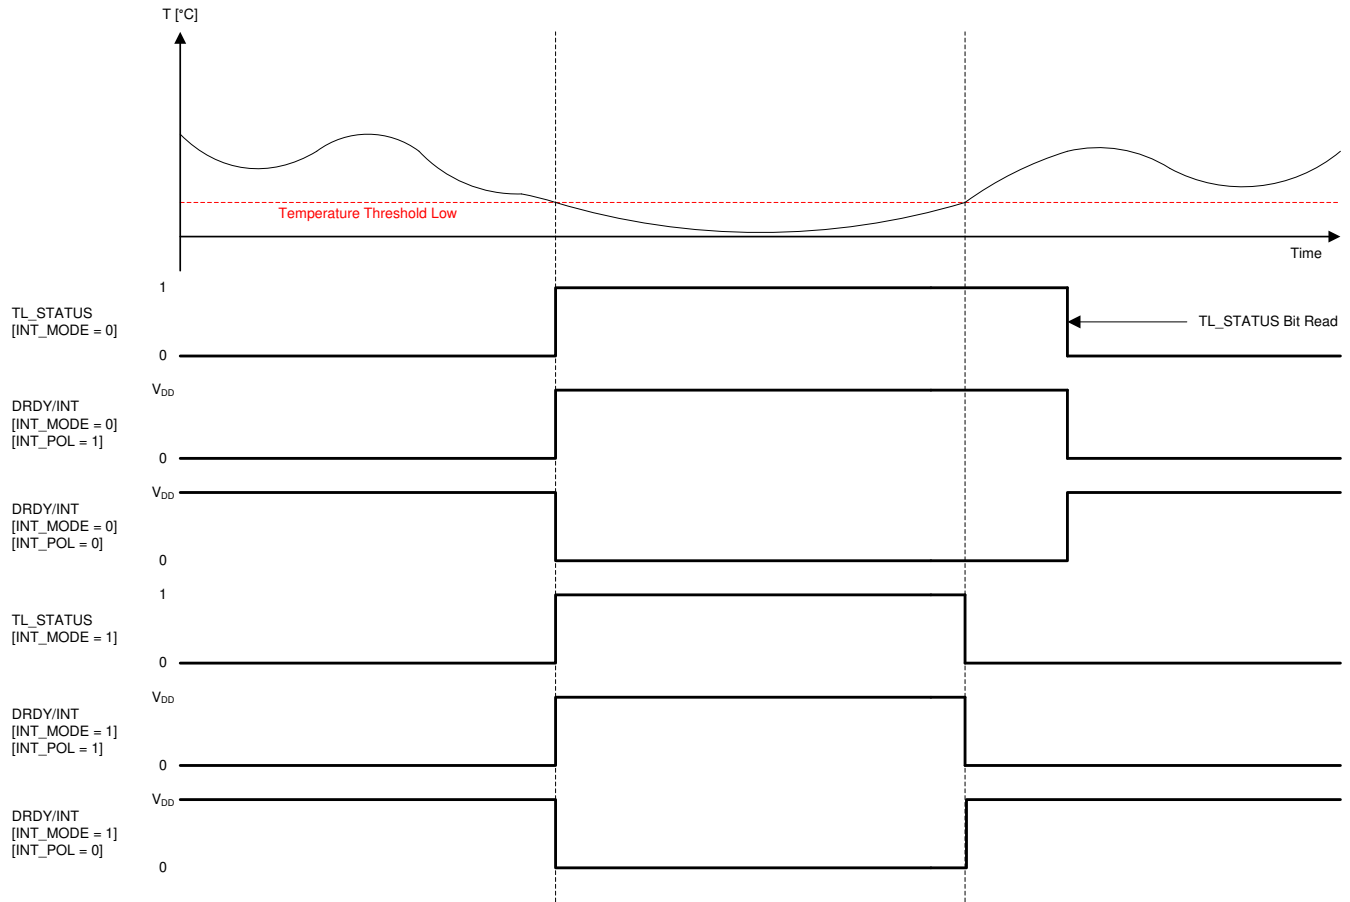 T [°C]
Temperature Threshold Low
Time
1
TL_STATUS
[INT_MODE = 0]
TL_STATUS Bit Read
0
VDD
DRDY/INT
[INT_MODE = 0]
[INT_POL = 1]
0
VDD
DRDY/INT
[INT_MODE = 0]
[INT_POL = 0]
0
1
TL_STATUS
[INT_MODE = 1]
0
VDD
DRDY/INT
[INT_MODE = 1]
[INT_POL = 1]
0
VDD
DRDY/INT
[INT_MODE = 1]
[INT_POL = 0]
0